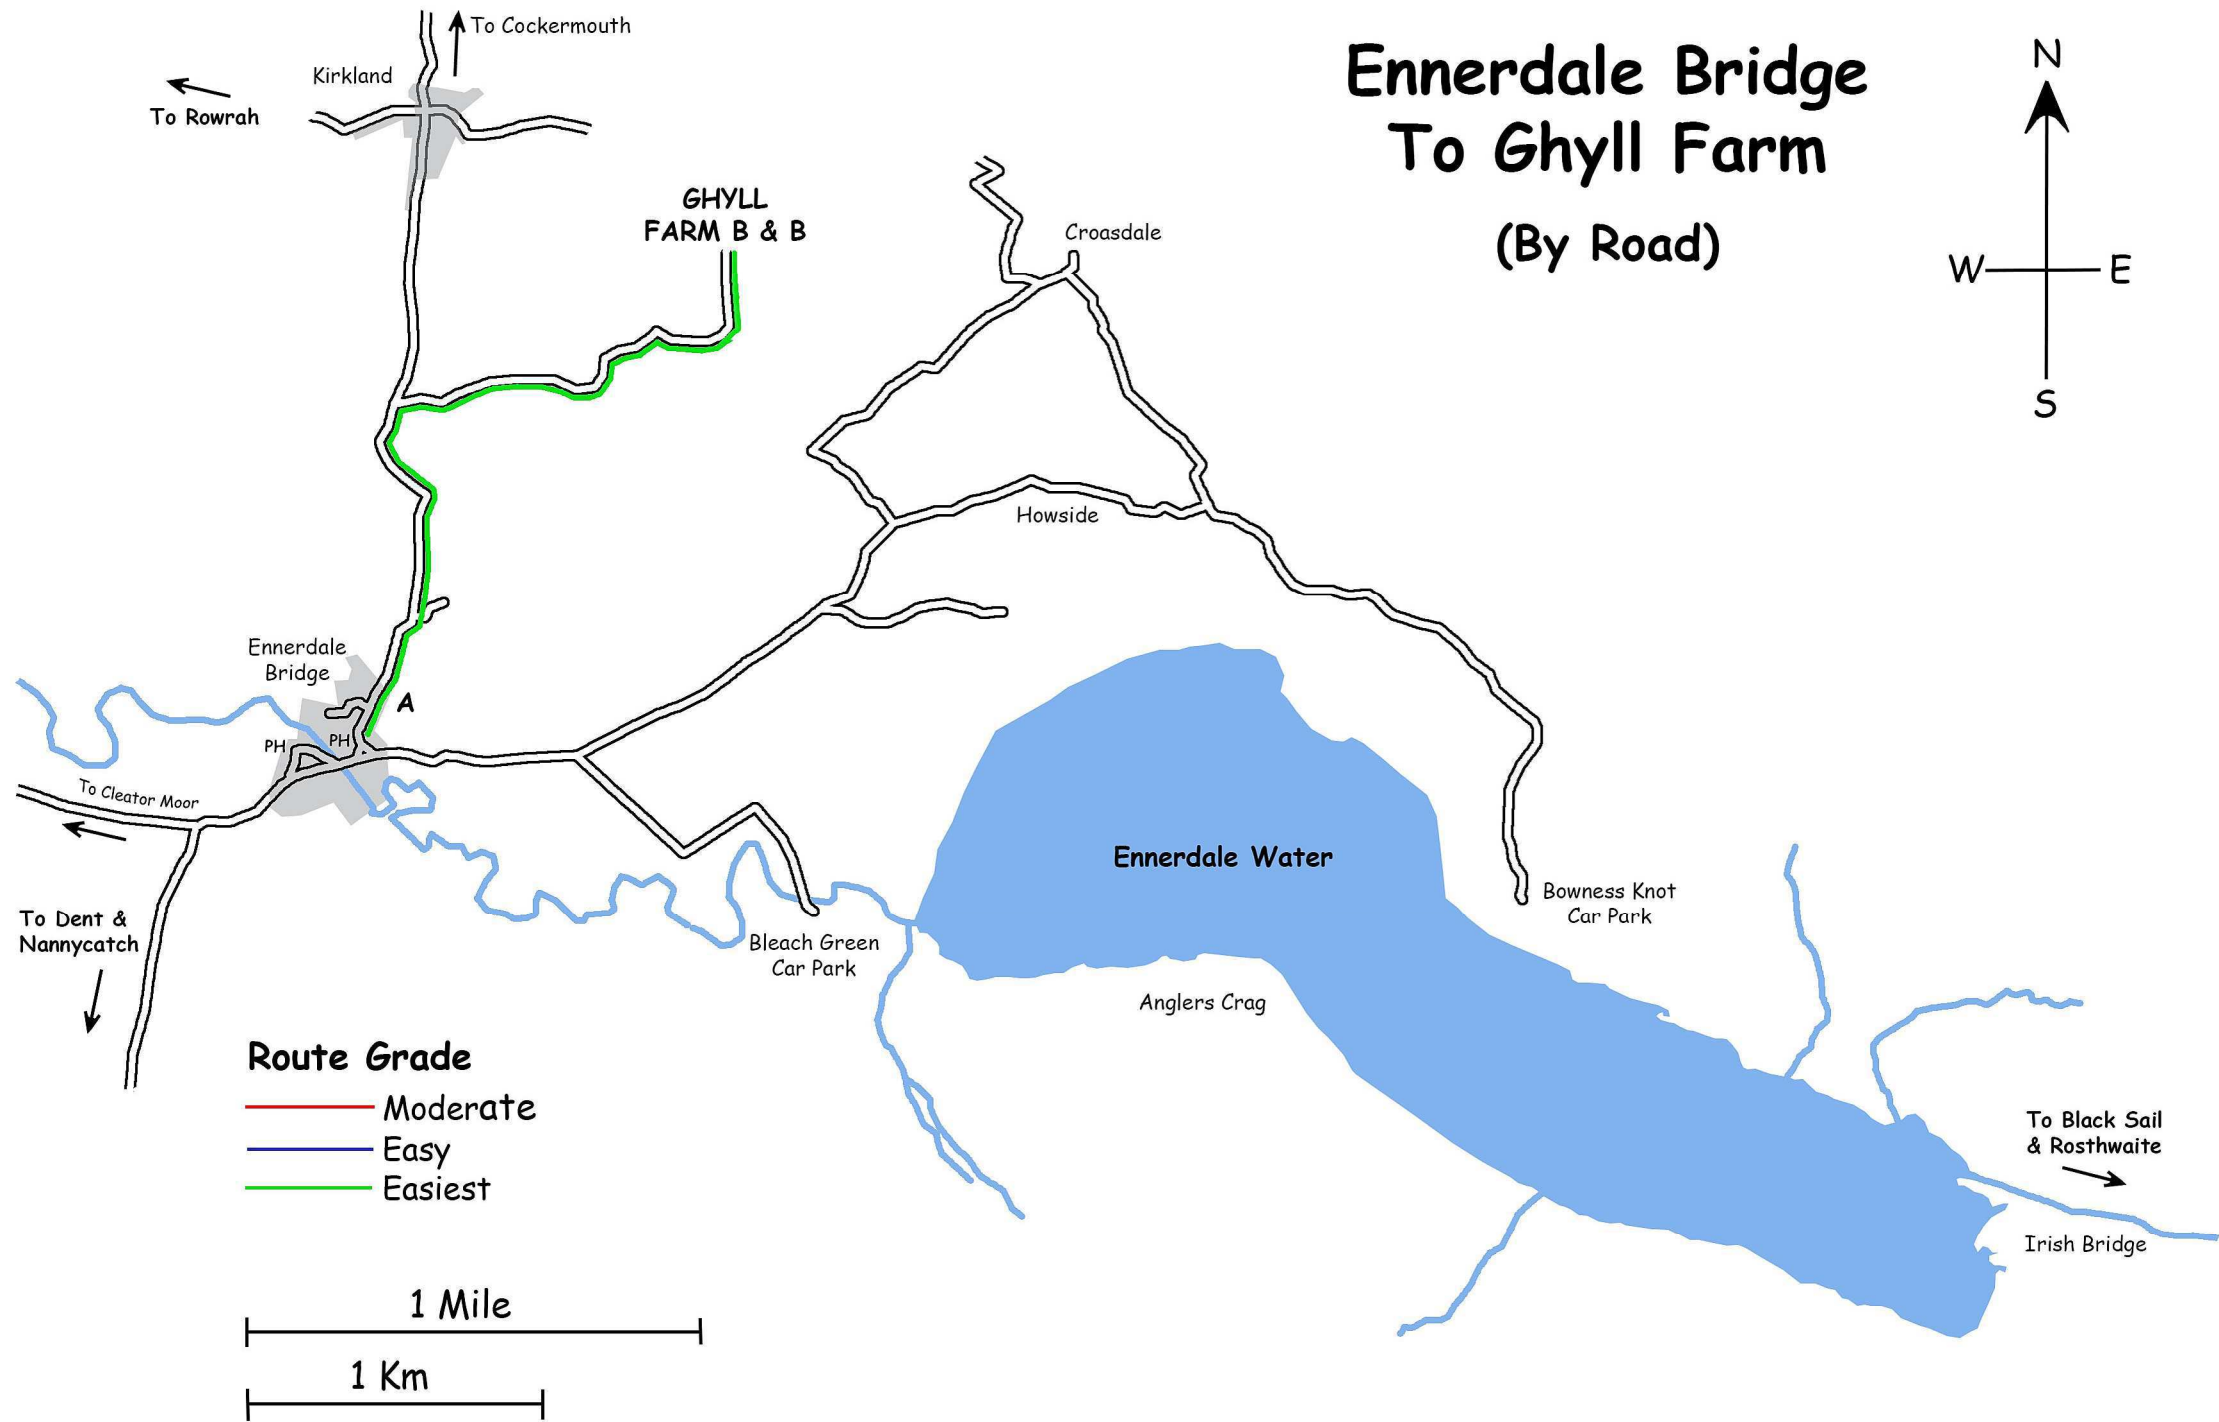 To Cockermouth
Kirkland
To Rowrah
Ennerdale Bridge
To Ghyll Farm
(By Road)
N
W
E
S
GHYLL
FARM B & B
Croasdale
Howside
Ennerdale
Bridge
A
PH
PH
To Cleator Moor
To Dent &
Nannycatch
Ennerdale Water
Bowness Knot
Car Park
Bleach Green
Car Park
Anglers Crag
Route Grade
Moderate
Easy
Easiest
To Black Sail
& Rosthwaite
Irish Bridge
1 Mile
1 Km